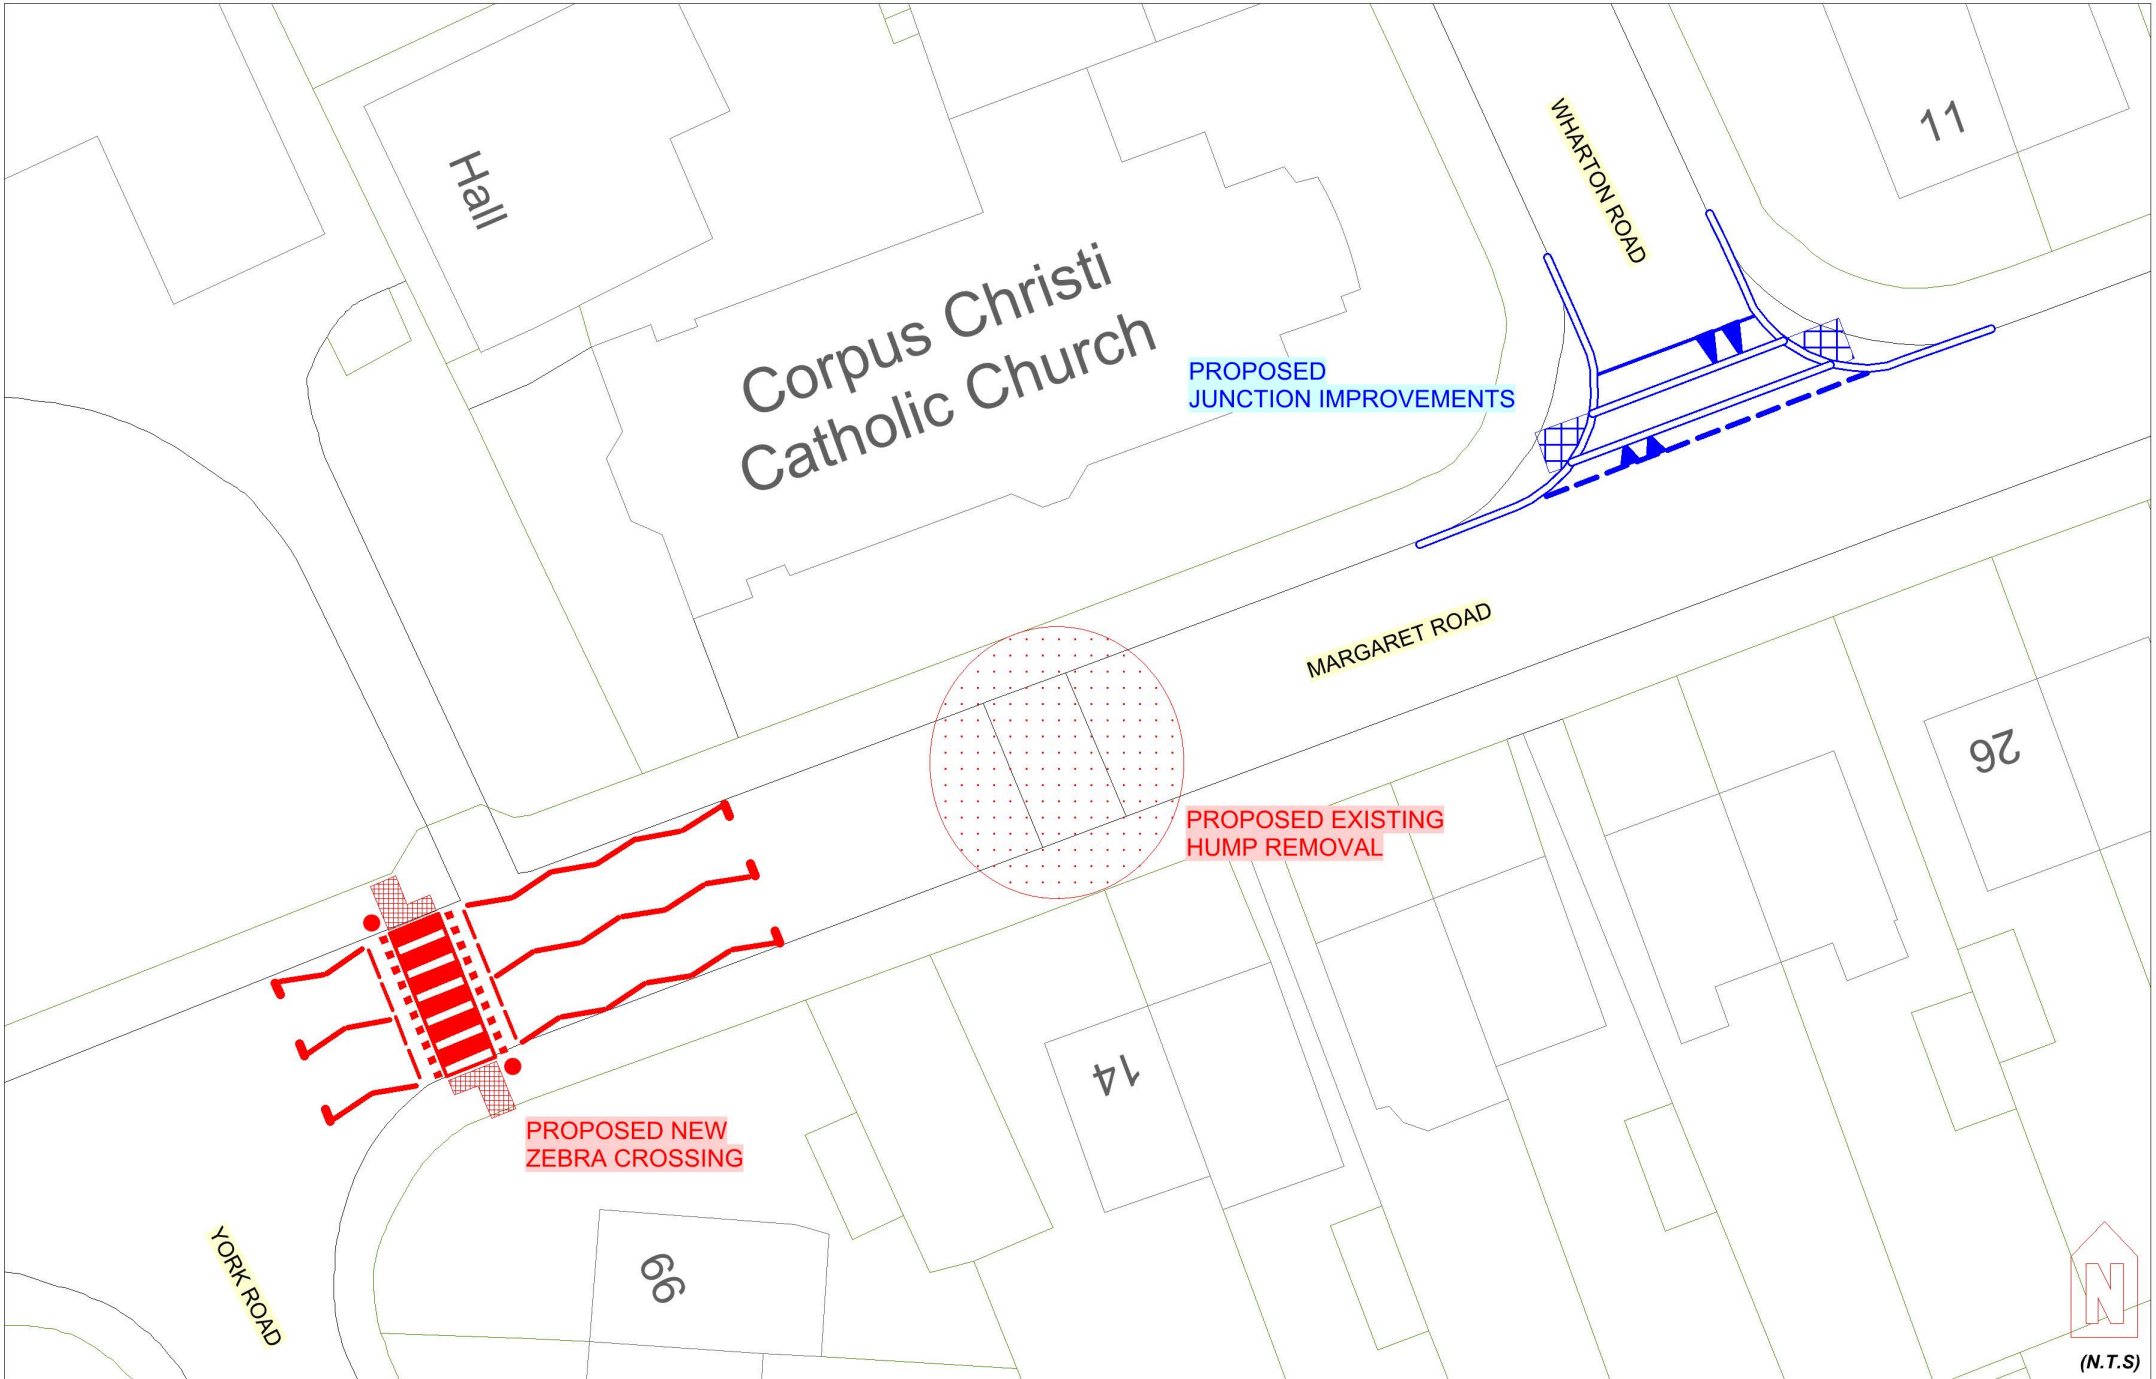 Hall
WHARTON ROAD
11
Corpus Christi
Catholic Church
PROPOSED
JUNCTION IMPROVEMENTS
MARGARET ROAD
26
PROPOSED EXISTING
HUMP REMOVAL
14
PROPOSED NEW
ZEBRA CROSSING
YORK ROAD
66
N
(N.T.S)